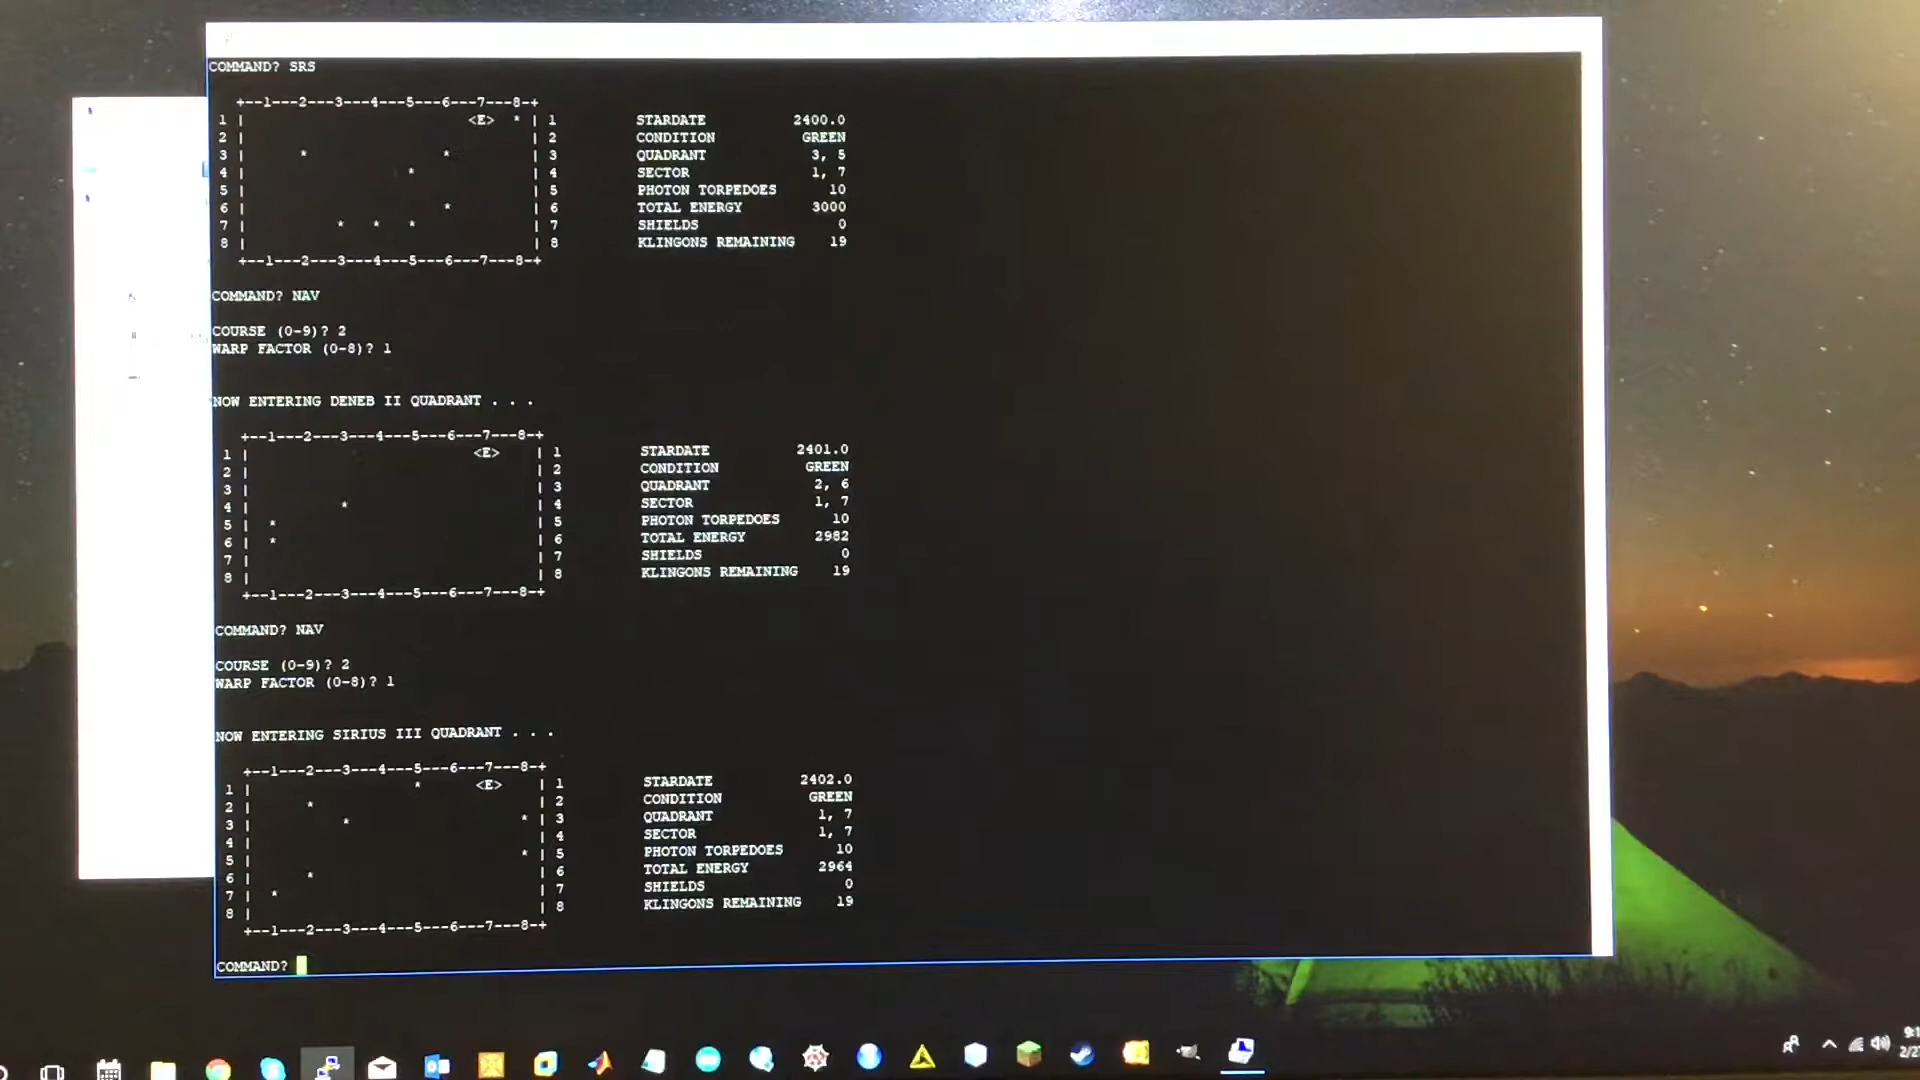 COMMAND? SRS
+--1---2---3---4---5---6---7---8-+
1 | <E> * | 1 STARDATE 2400.0
2 | | 2 CONDITION GREEN
3 | * * | 3 QUADRANT 3, 5
4 | * | 4 SECTOR 1, 7
5 | | 5 PHOTON TORPEDOES 10
6 | * | 6 TOTAL ENERGY 3000
7 | * * * | 7 SHIELDS 0
8 | | 8 KLINGONS REMAINING 19
+--1---2---3---4---5---6---7---8-+
COMMAND? NAV
COURSE (0-9)? 2
WARP FACTOR (0-8)? 1
NOW ENTERING DENEB II QUADRANT . . .
+--1---2---3---4---5---6---7---8-+
1 | <E> | 1 STARDATE 2401.0
2 | | 2 CONDITION GREEN
3 | | 3 QUADRANT 2, 6
4 | * | 4 SECTOR 1, 7
5 | * | 5 PHOTON TORPEDOES 10
6 | * | 6 TOTAL ENERGY 2982
7 | | 7 SHIELDS 0
8 | | 8 KLINGONS REMAINING 19
+--1---2---3---4---5---6---7---8-+
COMMAND? NAV
COURSE (0-9)? 2
WARP FACTOR (0-8)? 1
NOW ENTERING SIRIUS III QUADRANT . . .
+--1---2---3---4---5---6---7---8-+
1 | * <E> | 1 STARDATE 2402.0
2 | * | 2 CONDITION GREEN
3 | * * | 3 QUADRANT 1, 7
4 | | 4 SECTOR 1, 7
5 | * | 5 PHOTON TORPEDOES 10
6 | * | 6 TOTAL ENERGY 2964
7 | * | 7 SHIELDS 0
8 | | 8 KLINGONS REMAINING 19
+--1---2---3---4---5---6---7---8-+
COMMAND?